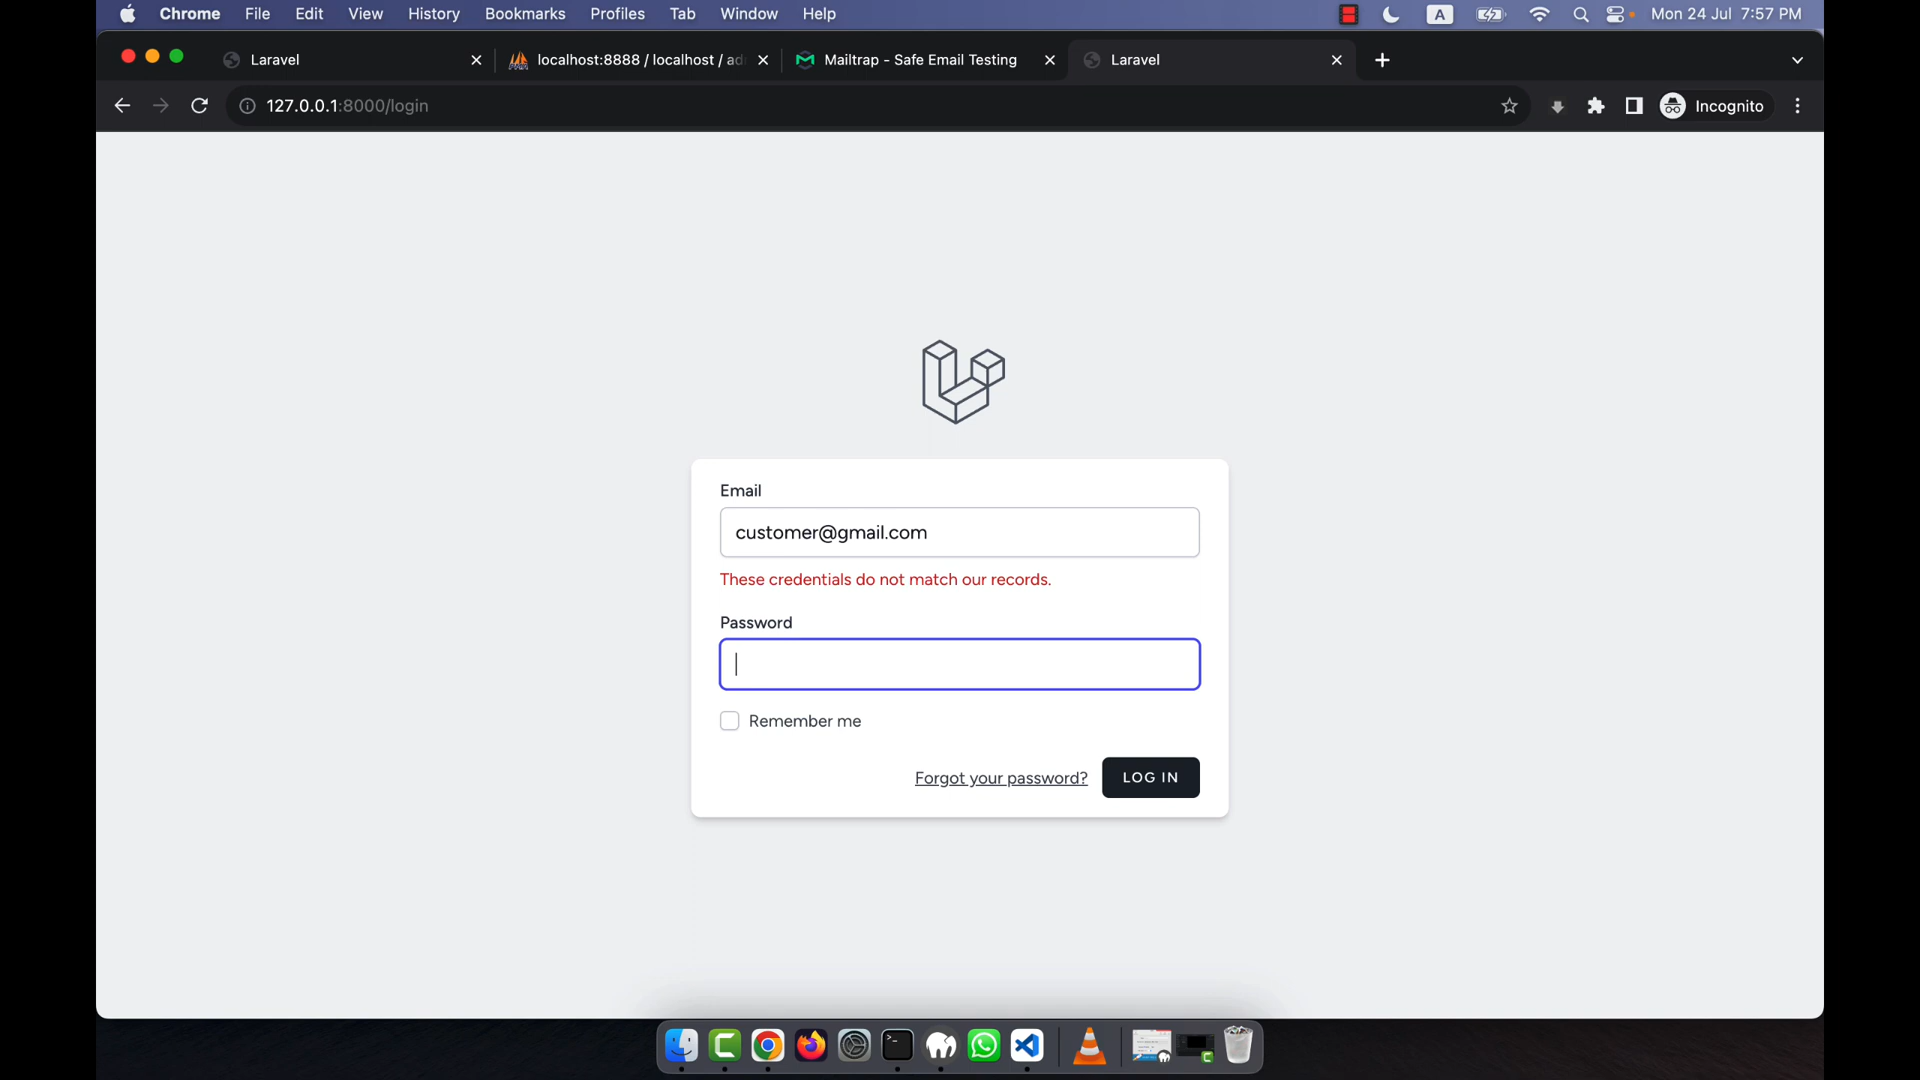 Chrome File Edit View History Bookmarks Profiles Tab Window Help A Mon 24 Jul 7:57 PM
Laravel localhost:8888 / localhost / ad Mailtrap - Safe Email Testing Laravel
127.0.0.1:8000/login Incognito
Email
customer@gmail.com
These credentials do not match our records.
Password
Remember me
Forgot your password? LOG IN